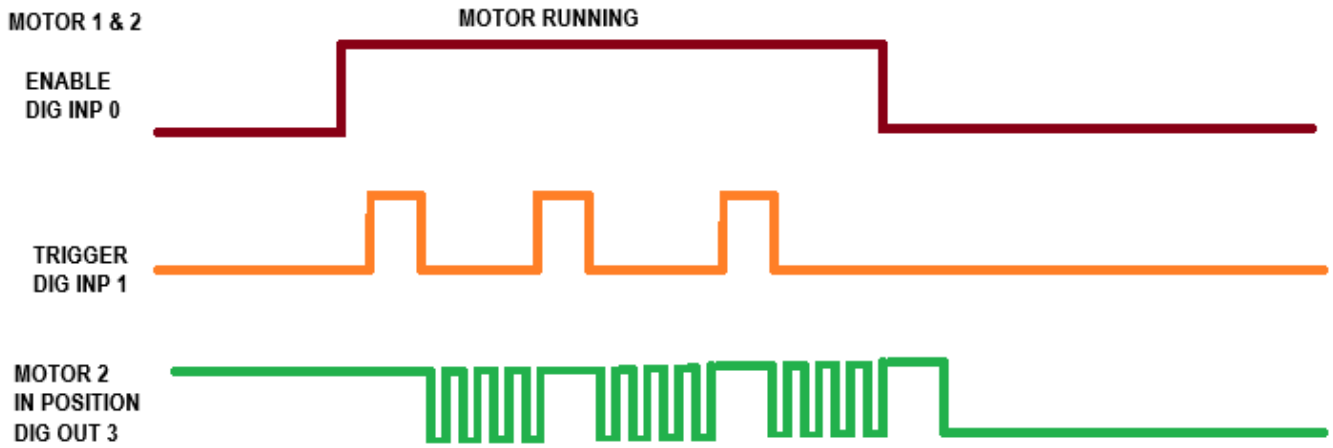 MOTOR 1 & 2
MOTOR RUNNING
ENABLE
DIG INP 0
TRIGGER
DIG INP 1
MOTOR 2
IN POSITION
DIG OUT 3